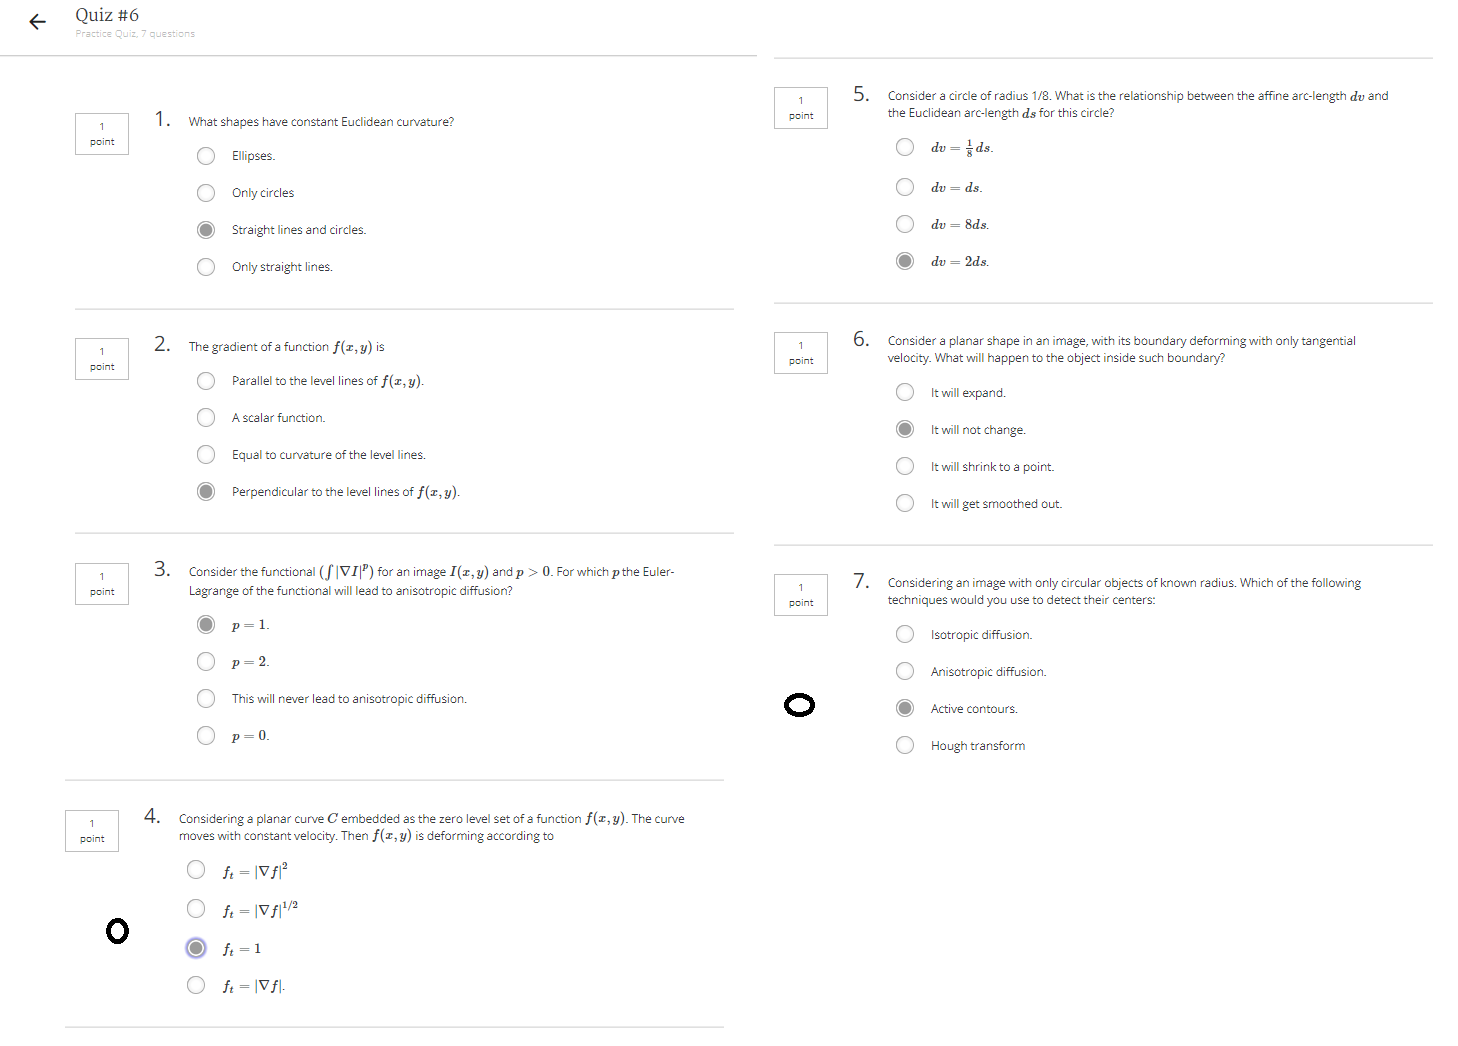 Quiz #6
Practice Quiz, 7 questions
1
point
1. What shapes have constant Euclidean curvature?
Ellipses.
Only circles
Straight lines and circles.
Only straight lines.
1
point
2. The gradient of a function f(x, y) is
Parallel to the level lines of f(x, y).
A scalar function.
Equal to curvature of the level lines.
Perpendicular to the level lines of f(x, y).
1
point
3. Consider the functional (∫|∇I|ᵖ) for an image I(x, y) and p > 0. For which p the Euler-
Lagrange of the functional will lead to anisotropic diffusion?
p = 1.
p = 2.
This will never lead to anisotropic diffusion.
p = 0.
1
point
4. Considering a planar curve C embedded as the zero level set of a function f(x, y). The curve
moves with constant velocity. Then f(x, y) is deforming according to
fₜ = |∇f|²
fₜ = |∇f|^1/2
fₜ = 1
fₜ = |∇f|.
1
point
5. Consider a circle of radius 1/8. What is the relationship between the affine arc-length dv and
the Euclidean arc-length ds for this circle?
dv = 1/8 ds.
dv = ds.
dv = 8ds.
dv = 2ds.
1
point
6. Consider a planar shape in an image, with its boundary deforming with only tangential
velocity. What will happen to the object inside such boundary?
It will expand.
It will not change.
It will shrink to a point.
It will get smoothed out.
1
point
7. Considering an image with only circular objects of known radius. Which of the following
techniques would you use to detect their centers:
Isotropic diffusion.
Anisotropic diffusion.
Active contours.
Hough transform